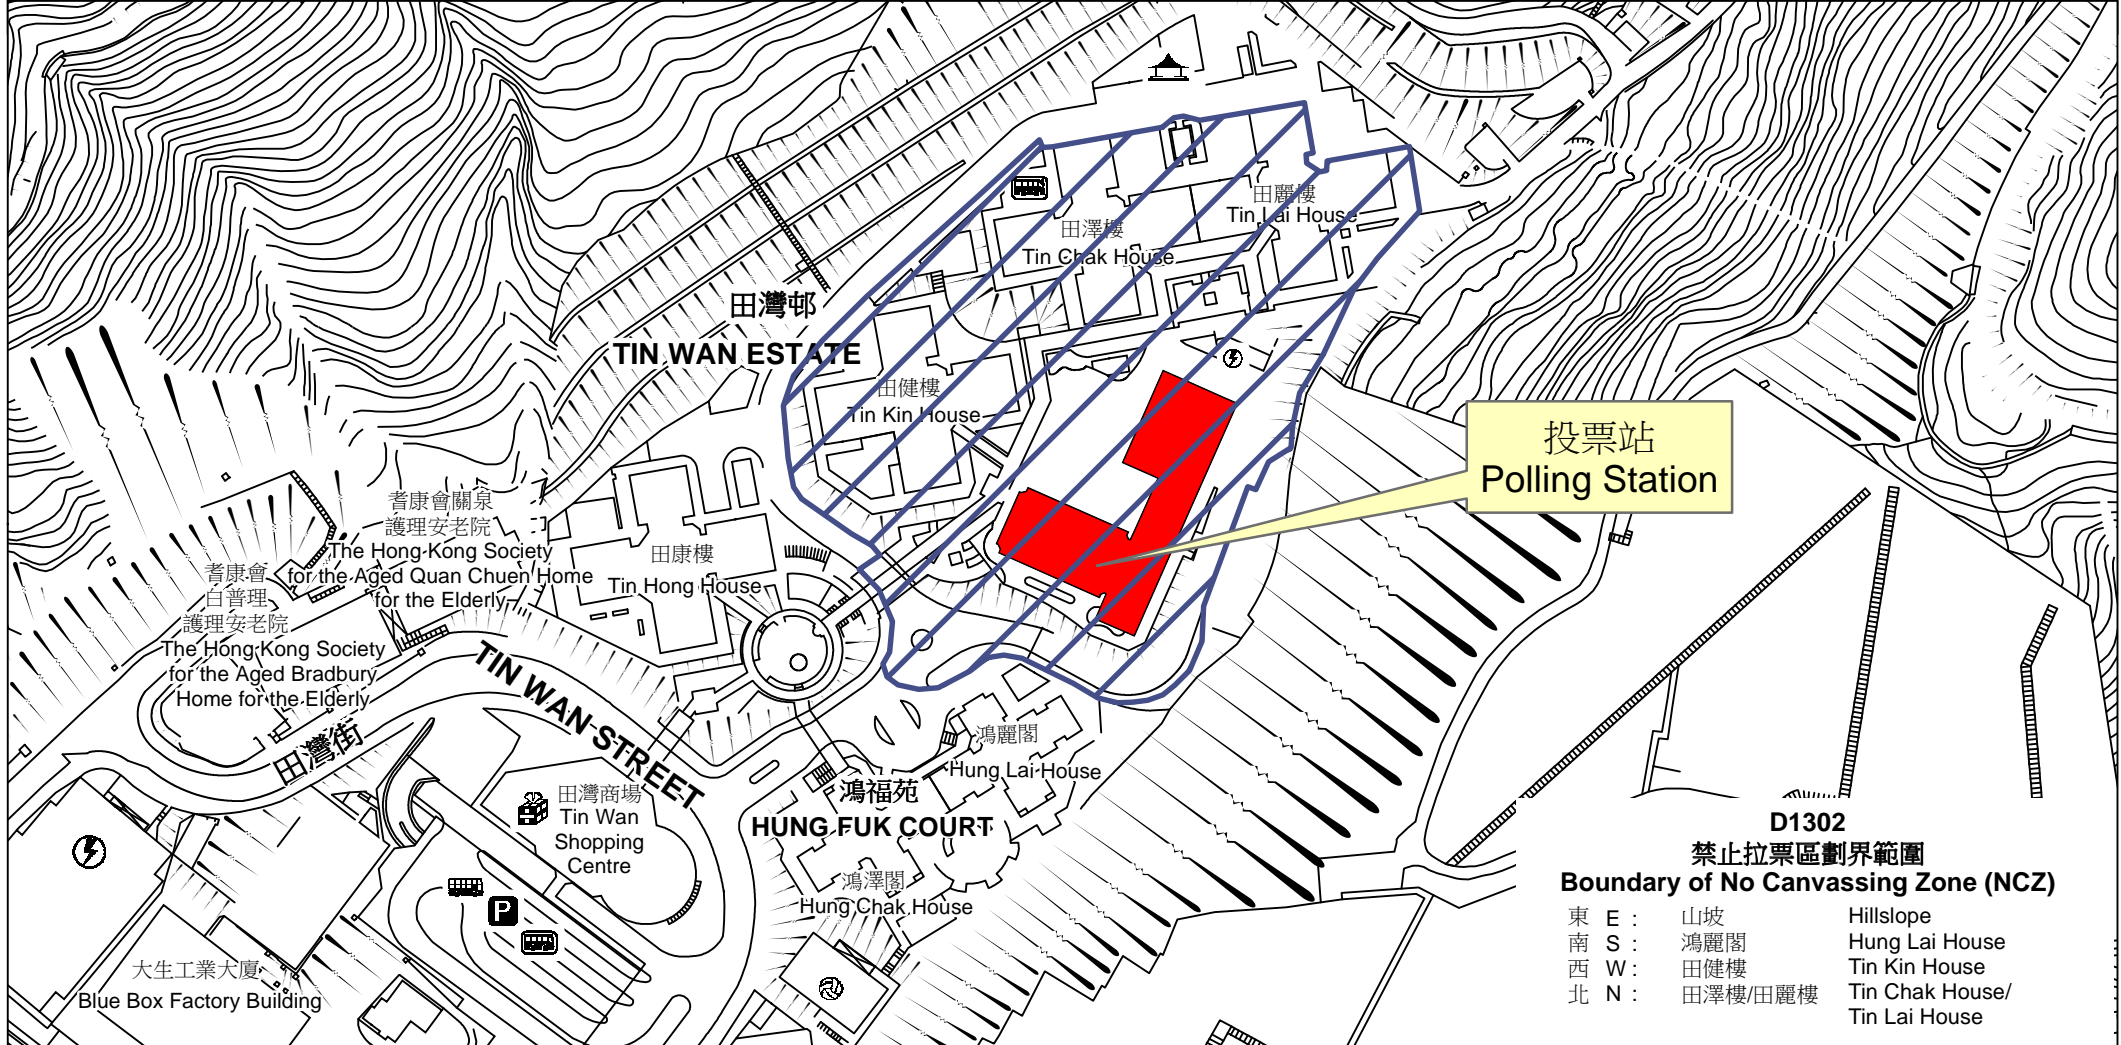 田麗樓
Tin Lai House
田澤樓
Tin Chak House
田灣邨
TIN WAN ESTATE
田健樓
Tin Kin House
投票站
Polling Station
耆康會關泉
護理安老院
The Hong Kong Society
for the Aged Quan Chuen Home
for the Elderly
田康樓
Tin Hong House
耆康會
白普理
護理安老院
The Hong Kong Society
for the Aged Bradbury
Home for the Elderly
田灣街
TIN WAN STREET
鴻麗閣
Hung Lai House
鴻福苑
HUNG FUK COURT
田灣商場
Tin Wan
Shopping
Centre
鴻澤閣
Hung Chak House
P
大生工業大廈
Blue Box Factory Building
D1302
禁止拉票區劃界範圍
Boundary of No Canvassing Zone (NCZ)
東 E : 山坡 Hillslope
南 S : 鴻麗閣 Hung Lai House
西 W : 田健樓 Tin Kin House
北 N : 田澤樓/田麗樓 Tin Chak House/
Tin Lai House